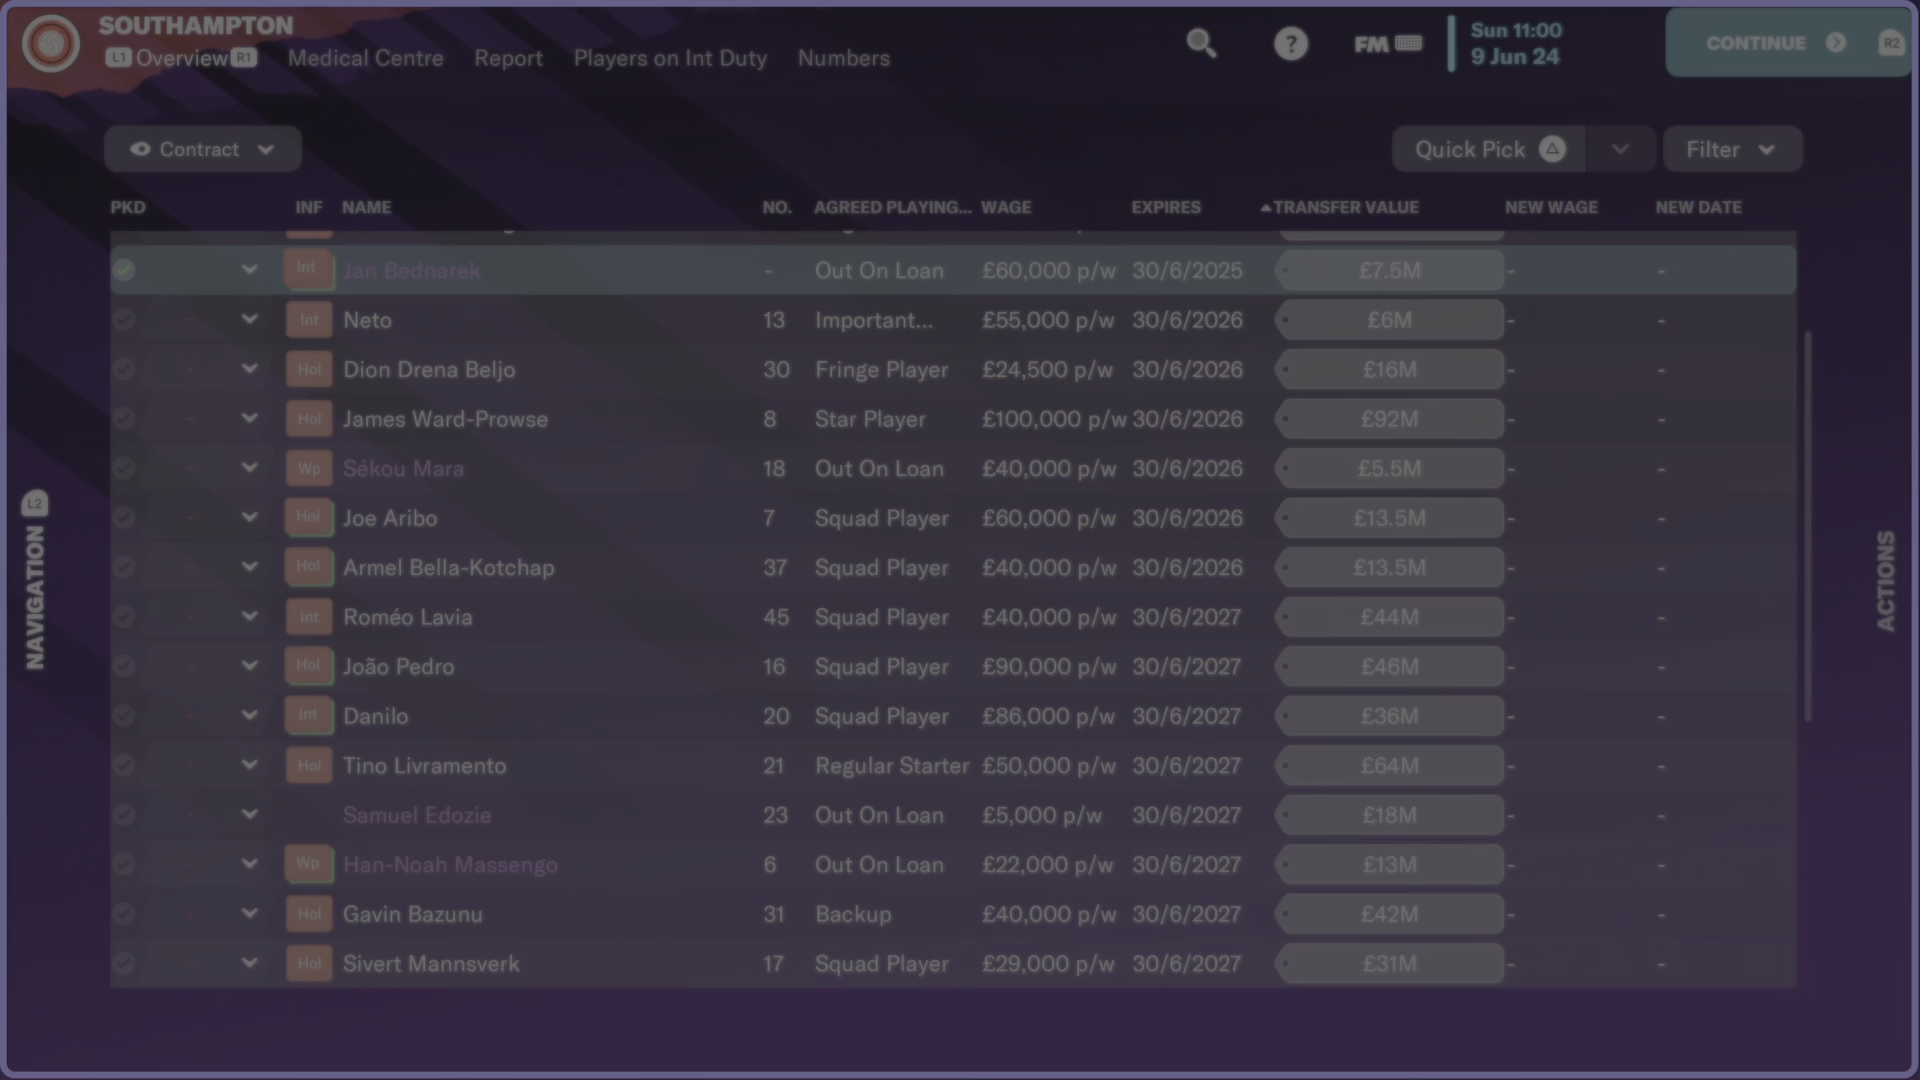 SOUTHAMPTON
L1 Overview R1 Medical Centre Report Players on Int Duty Numbers
? FM
Sun 11:00
9 Jun 24
CONTINUE R2
Contract
Quick Pick
Filter
PKD INF NAME NO. AGREED PLAYING... WAGE EXPIRES TRANSFER VALUE NEW WAGE NEW DATE
Int Jan Bednarek - Out On Loan £60,000 p/w 30/6/2025 £7.5M - -
- Int Neto 13 Important... £55,000 p/w 30/6/2026 £6M - -
- Hol Dion Drena Beljo 30 Fringe Player £24,500 p/w 30/6/2026 £16M - -
- Hol James Ward-Prowse 8 Star Player £100,000 p/w 30/6/2026 £92M - -
- Wp Sékou Mara 18 Out On Loan £40,000 p/w 30/6/2026 £5.5M - -
- Hol Joe Aribo 7 Squad Player £60,000 p/w 30/6/2026 £13.5M - -
- Hol Armel Bella-Kotchap 37 Squad Player £40,000 p/w 30/6/2026 £13.5M - -
- Int Roméo Lavia 45 Squad Player £40,000 p/w 30/6/2027 £44M - -
- Hol João Pedro 16 Squad Player £90,000 p/w 30/6/2027 £46M - -
- Int Danilo 20 Squad Player £86,000 p/w 30/6/2027 £36M - -
- Hol Tino Livramento 21 Regular Starter £50,000 p/w 30/6/2027 £64M - -
- Samuel Edozie 23 Out On Loan £5,000 p/w 30/6/2027 £18M - -
- Wp Han-Noah Massengo 6 Out On Loan £22,000 p/w 30/6/2027 £13M - -
- Hol Gavin Bazunu 31 Backup £40,000 p/w 30/6/2027 £42M - -
- Hol Sivert Mannsverk 17 Squad Player £29,000 p/w 30/6/2027 £31M - -
NAVIGATION L2
ACTIONS